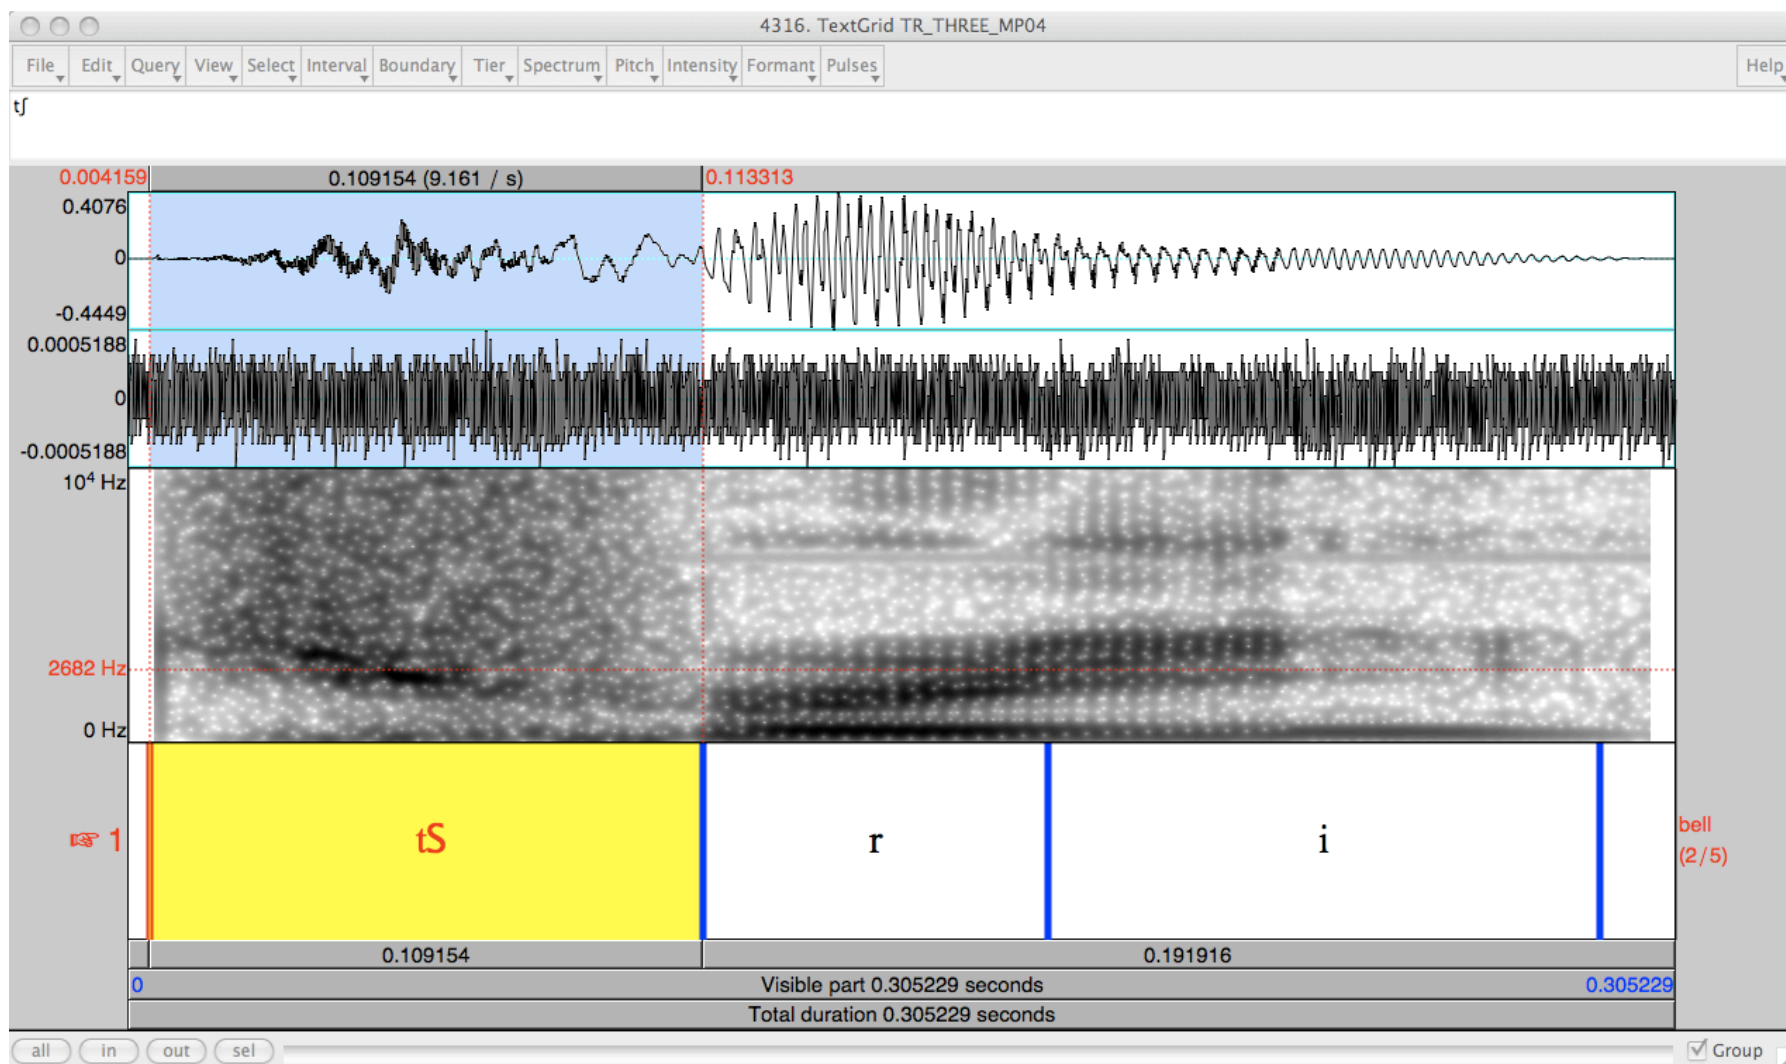 4316. TextGrid TR_THREE_MP04
File Edit Query View Select Interval Boundary Tier Spectrum Pitch Intensity Formant Pulses Help
tʃ
0.004159 0.109154 (9.161 / s) 0.113313
0.4076
0
-0.4449
0.0005188
0
-0.0005188
10⁴ Hz
2682 Hz
0 Hz
☞ 1 tS r i bell
(2/5)
0.109154 0.191916
0 Visible part 0.305229 seconds 0.305229
Total duration 0.305229 seconds
all in out sel Group